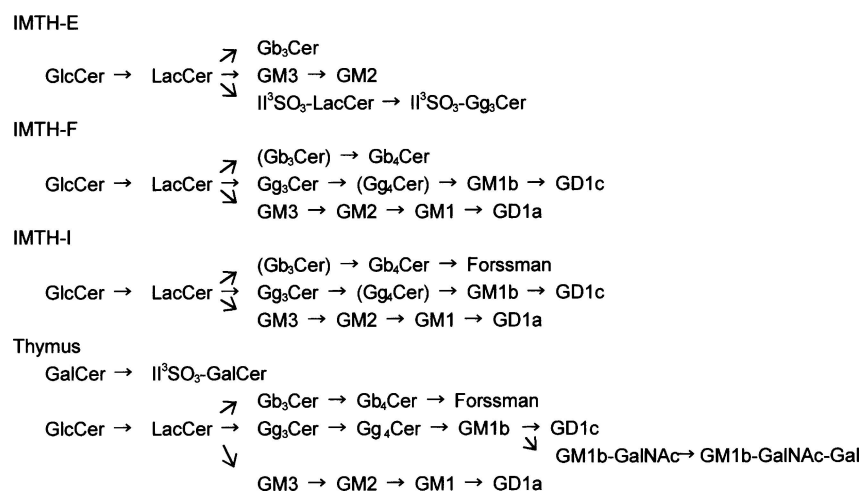 IMTH-E
Gb₃Cer
GlcCer → LacCer → GM3 → GM2
II³SO₃-LacCer → II³SO₃-Gg₃Cer
IMTH-F
(Gb₃Cer) → Gb₄Cer
GlcCer → LacCer → Gg₃Cer → (Gg₄Cer) → GM1b → GD1c
GM3 → GM2 → GM1 → GD1a
IMTH-I
(Gb₃Cer) → Gb₄Cer → Forssman
GlcCer → LacCer → Gg₃Cer → (Gg₄Cer) → GM1b → GD1c
GM3 → GM2 → GM1 → GD1a
Thymus
GalCer → II³SO₃-GalCer
Gb₃Cer → Gb₄Cer → Forssman
GlcCer → LacCer → Gg₃Cer → Gg₄Cer → GM1b → GD1c
GM1b-GalNAc → GM1b-GalNAc-Gal
GM3 → GM2 → GM1 → GD1a